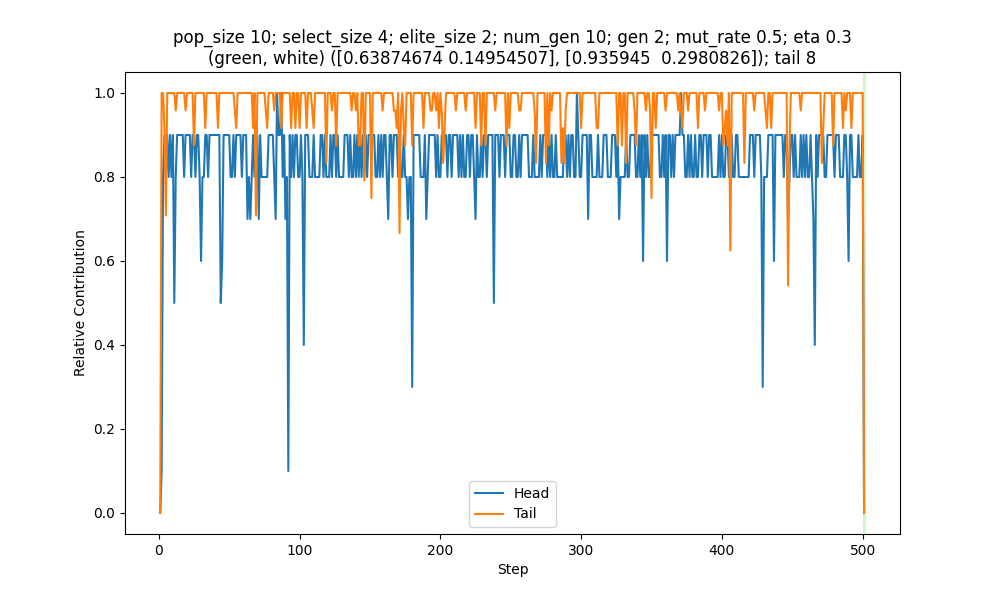 pop_size 10; select_size 4; elite_size 2; num_gen 10; gen 2; mut_rate 0.5; eta 0.3
(green, white) ([0.63874674 0.14954507], [0.935945  0.2980826]); tail 8
1.0
0.8
0.6
0.4
0.2
0.0
Relative Contribution
Head
Tail
0 100 200 300 400 500
Step